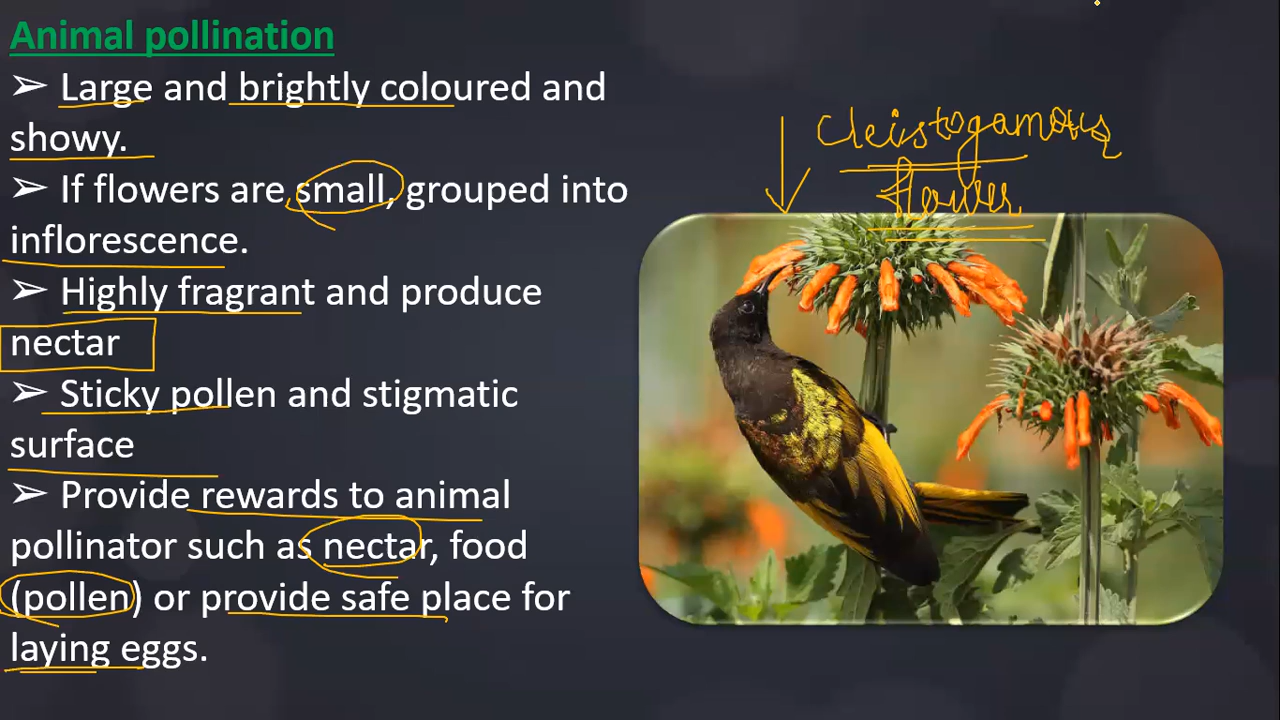 Animal pollination
➢ Large and brightly coloured and
showy.
➢ If flowers are small, grouped into
inflorescence.
➢ Highly fragrant and produce
nectar
➢ Sticky pollen and stigmatic
surface
➢ Provide rewards to animal
pollinator such as nectar, food
(pollen) or provide safe place for
laying eggs.
Cleistogamous
flower